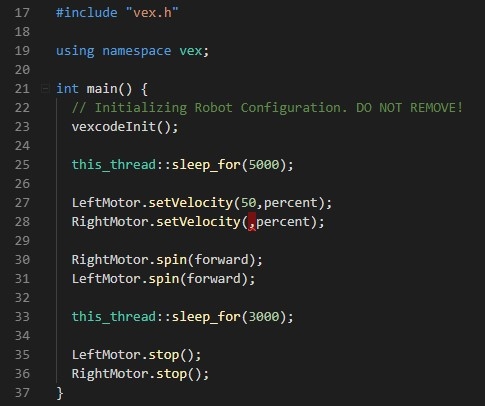 17 #include "vex.h"
18
19 using namespace vex;
20
21 int main() {
22 // Initializing Robot Configuration. DO NOT REMOVE!
23 vexcodeInit();
24
25 this_thread::sleep_for(5000);
26
27 LeftMotor.setVelocity(50,percent);
28 RightMotor.setVelocity(,percent);
29
30 RightMotor.spin(forward);
31 LeftMotor.spin(forward);
32
33 this_thread::sleep_for(3000);
34
35 LeftMotor.stop();
36 RightMotor.stop();
37 }